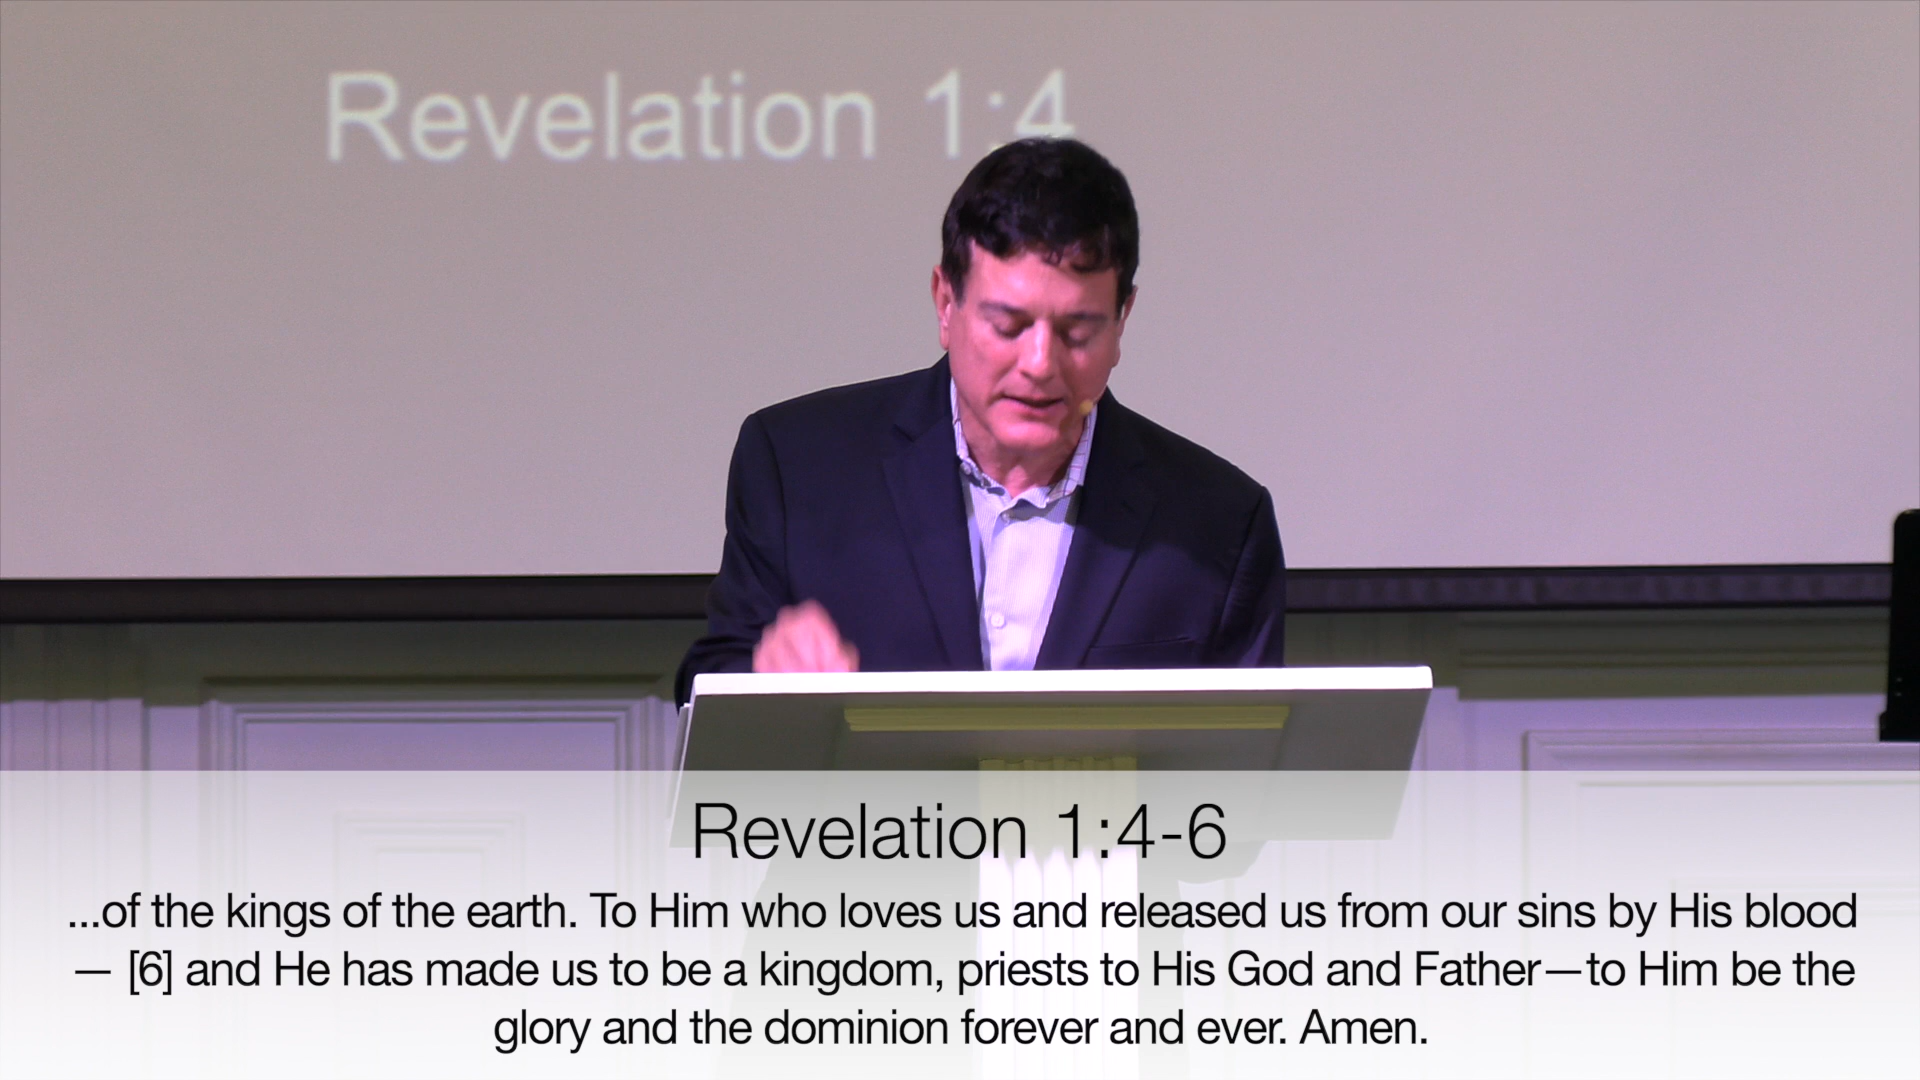 Revelation 1:4
Revelation 1:4-6
...of the kings of the earth. To Him who loves us and released us from our sins by His blood
— [6] and He has made us to be a kingdom, priests to His God and Father—to Him be the
glory and the dominion forever and ever. Amen.